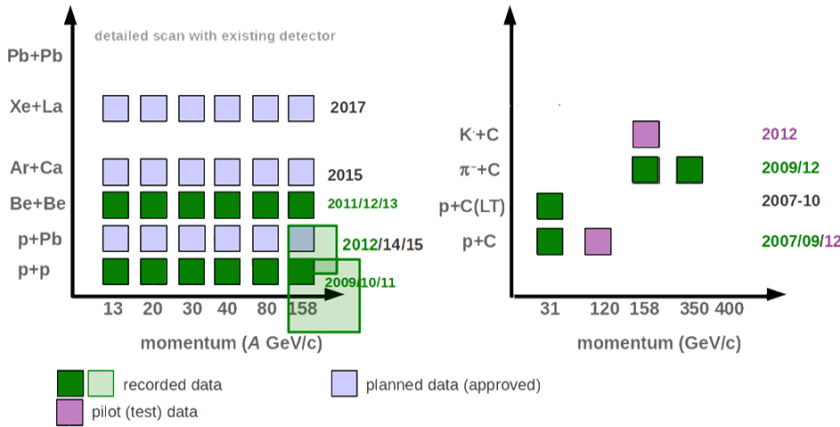 detailed scan with existing detector
Pb+Pb
Xe+La
2017
Ar+Ca
2015
Be+Be
2011/12/13
p+Pb
2012/14/15
p+p
2009/10/11
13 20 30 40 80 158
momentum (A GeV/c)
K⁻+C
2012
π⁻+C
2009/12
p+C(LT)
2007-10
p+C
2007/09/12
31 120 158 350 400
momentum (GeV/c)
recorded data
planned data (approved)
pilot (test) data